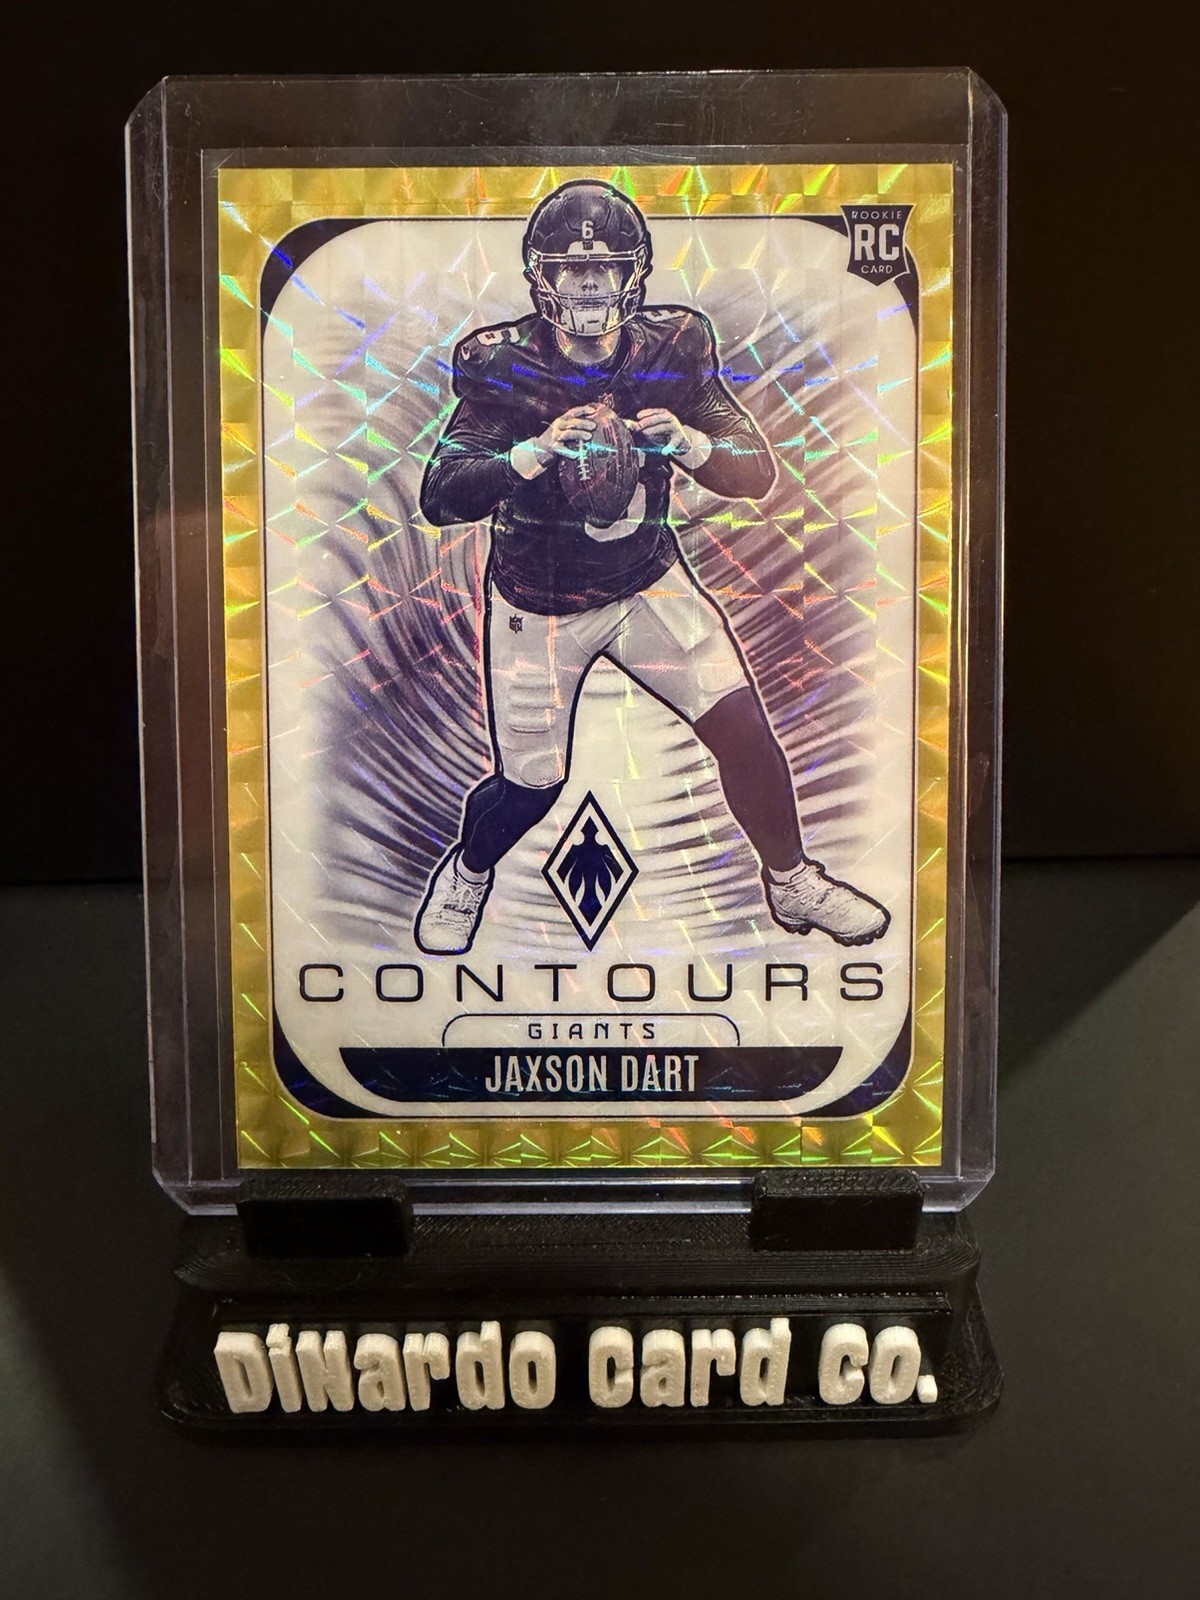 6
ROOKIE
RC
CARD
CONTOURS
GIANTS
JAXSON DART
DiNardo Card Co.